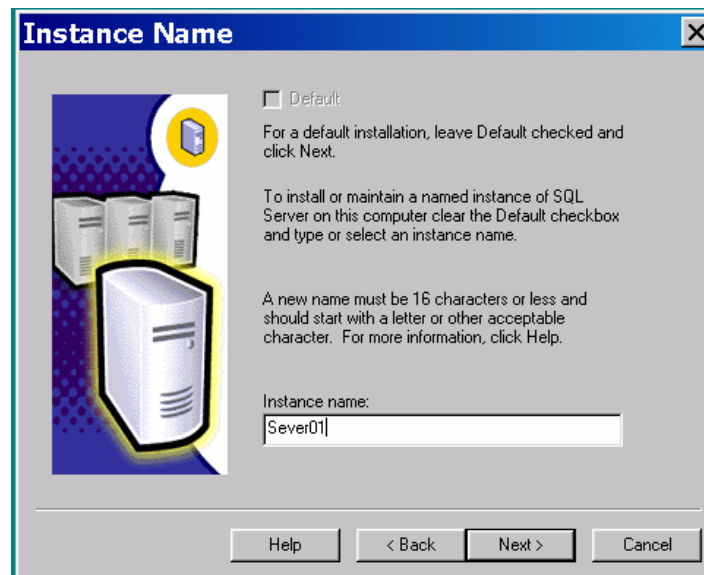 Instance Name
Default
For a default installation, leave Default checked and
click Next.
To install or maintain a named instance of SQL
Server on this computer clear the Default checkbox
and type or select an instance name.
A new name must be 16 characters or less and
should start with a letter or other acceptable
character. For more information, click Help.
Instance name:
Sever01
Help
< Back
Next >
Cancel